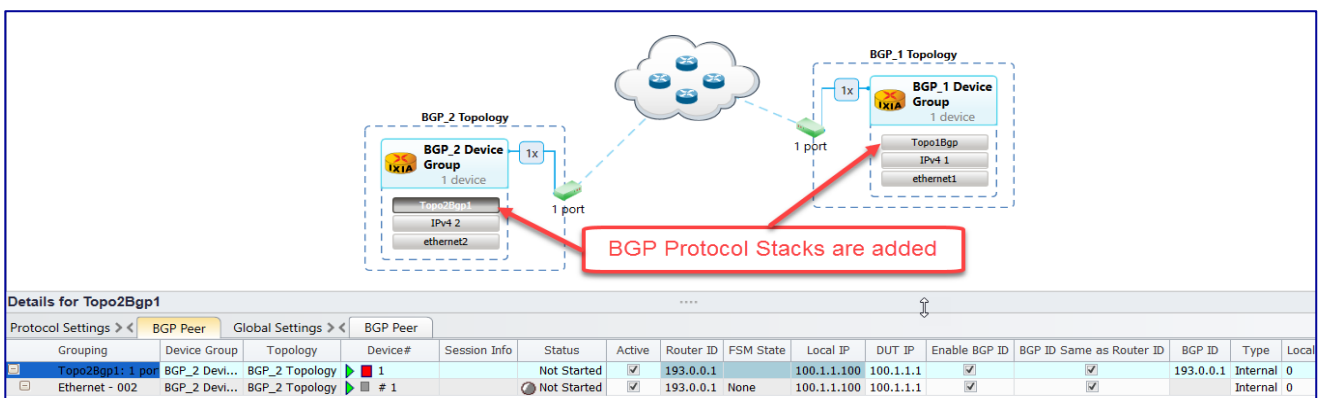 BGP_1 Topology
1x
IXIA
BGP_1 Device
Group
1 device
1 port
Topo1Bgp
IPv4 1
ethernet1
BGP_2 Topology
IXIA
BGP_2 Device
Group
1 device
1x
Topo2Bgp1
IPv4 2
ethernet2
1 port
BGP Protocol Stacks are added
Details for Topo2Bgp1
Protocol Settings > < BGP Peer Global Settings > < BGP Peer
Grouping Device Group Topology Device# Session Info Status Active Router ID FSM State Local IP DUT IP Enable BGP ID BGP ID Same as Router ID BGP ID Type Local
Topo2Bgp1: 1 por BGP_2 Devi... BGP_2 Topology 1 Not Started 193.0.0.1 100.1.1.100 100.1.1.1 193.0.0.1 Internal 0
Ethernet - 002 BGP_2 Devi... BGP_2 Topology # 1 Not Started 193.0.0.1 None 100.1.1.100 100.1.1.1 Internal 0